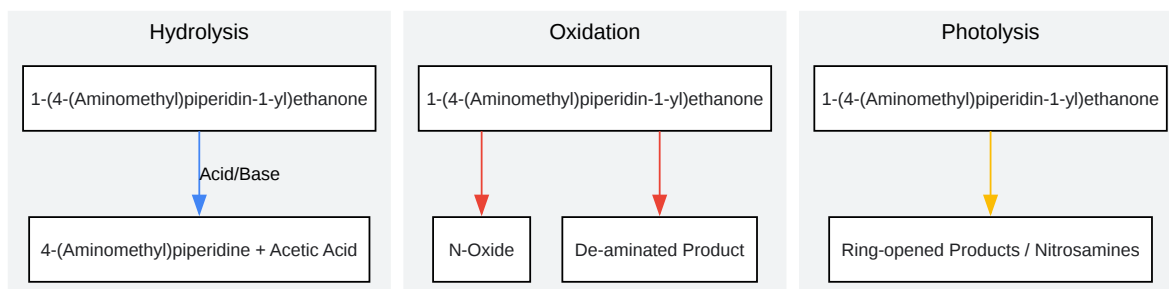 Hydrolysis
1-(4-(Aminomethyl)piperidin-1-yl)ethanone
Acid/Base
4-(Aminomethyl)piperidine + Acetic Acid
Oxidation
1-(4-(Aminomethyl)piperidin-1-yl)ethanone
N-Oxide
De-aminated Product
Photolysis
1-(4-(Aminomethyl)piperidin-1-yl)ethanone
Ring-opened Products / Nitrosamines